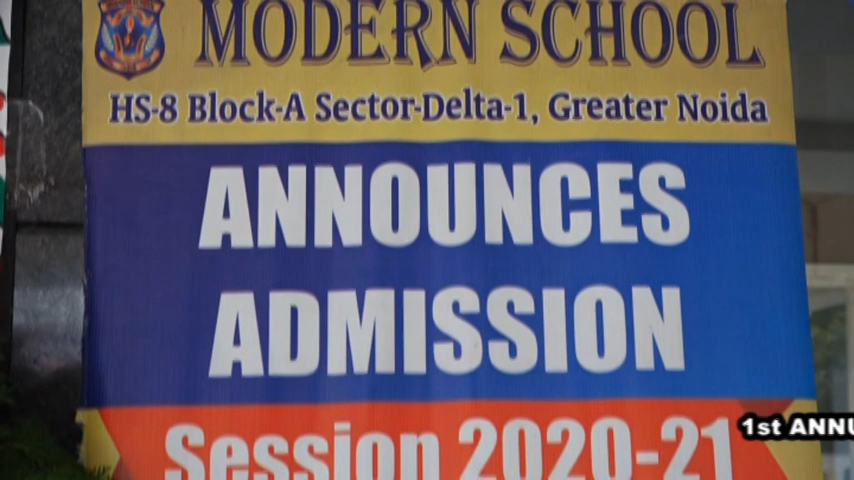 MODERN SCHOOL
HS-8 Block-A Sector-Delta-1, Greater Noida
ANNOUNCES
ADMISSION
Session 2020-21
1st ANNU